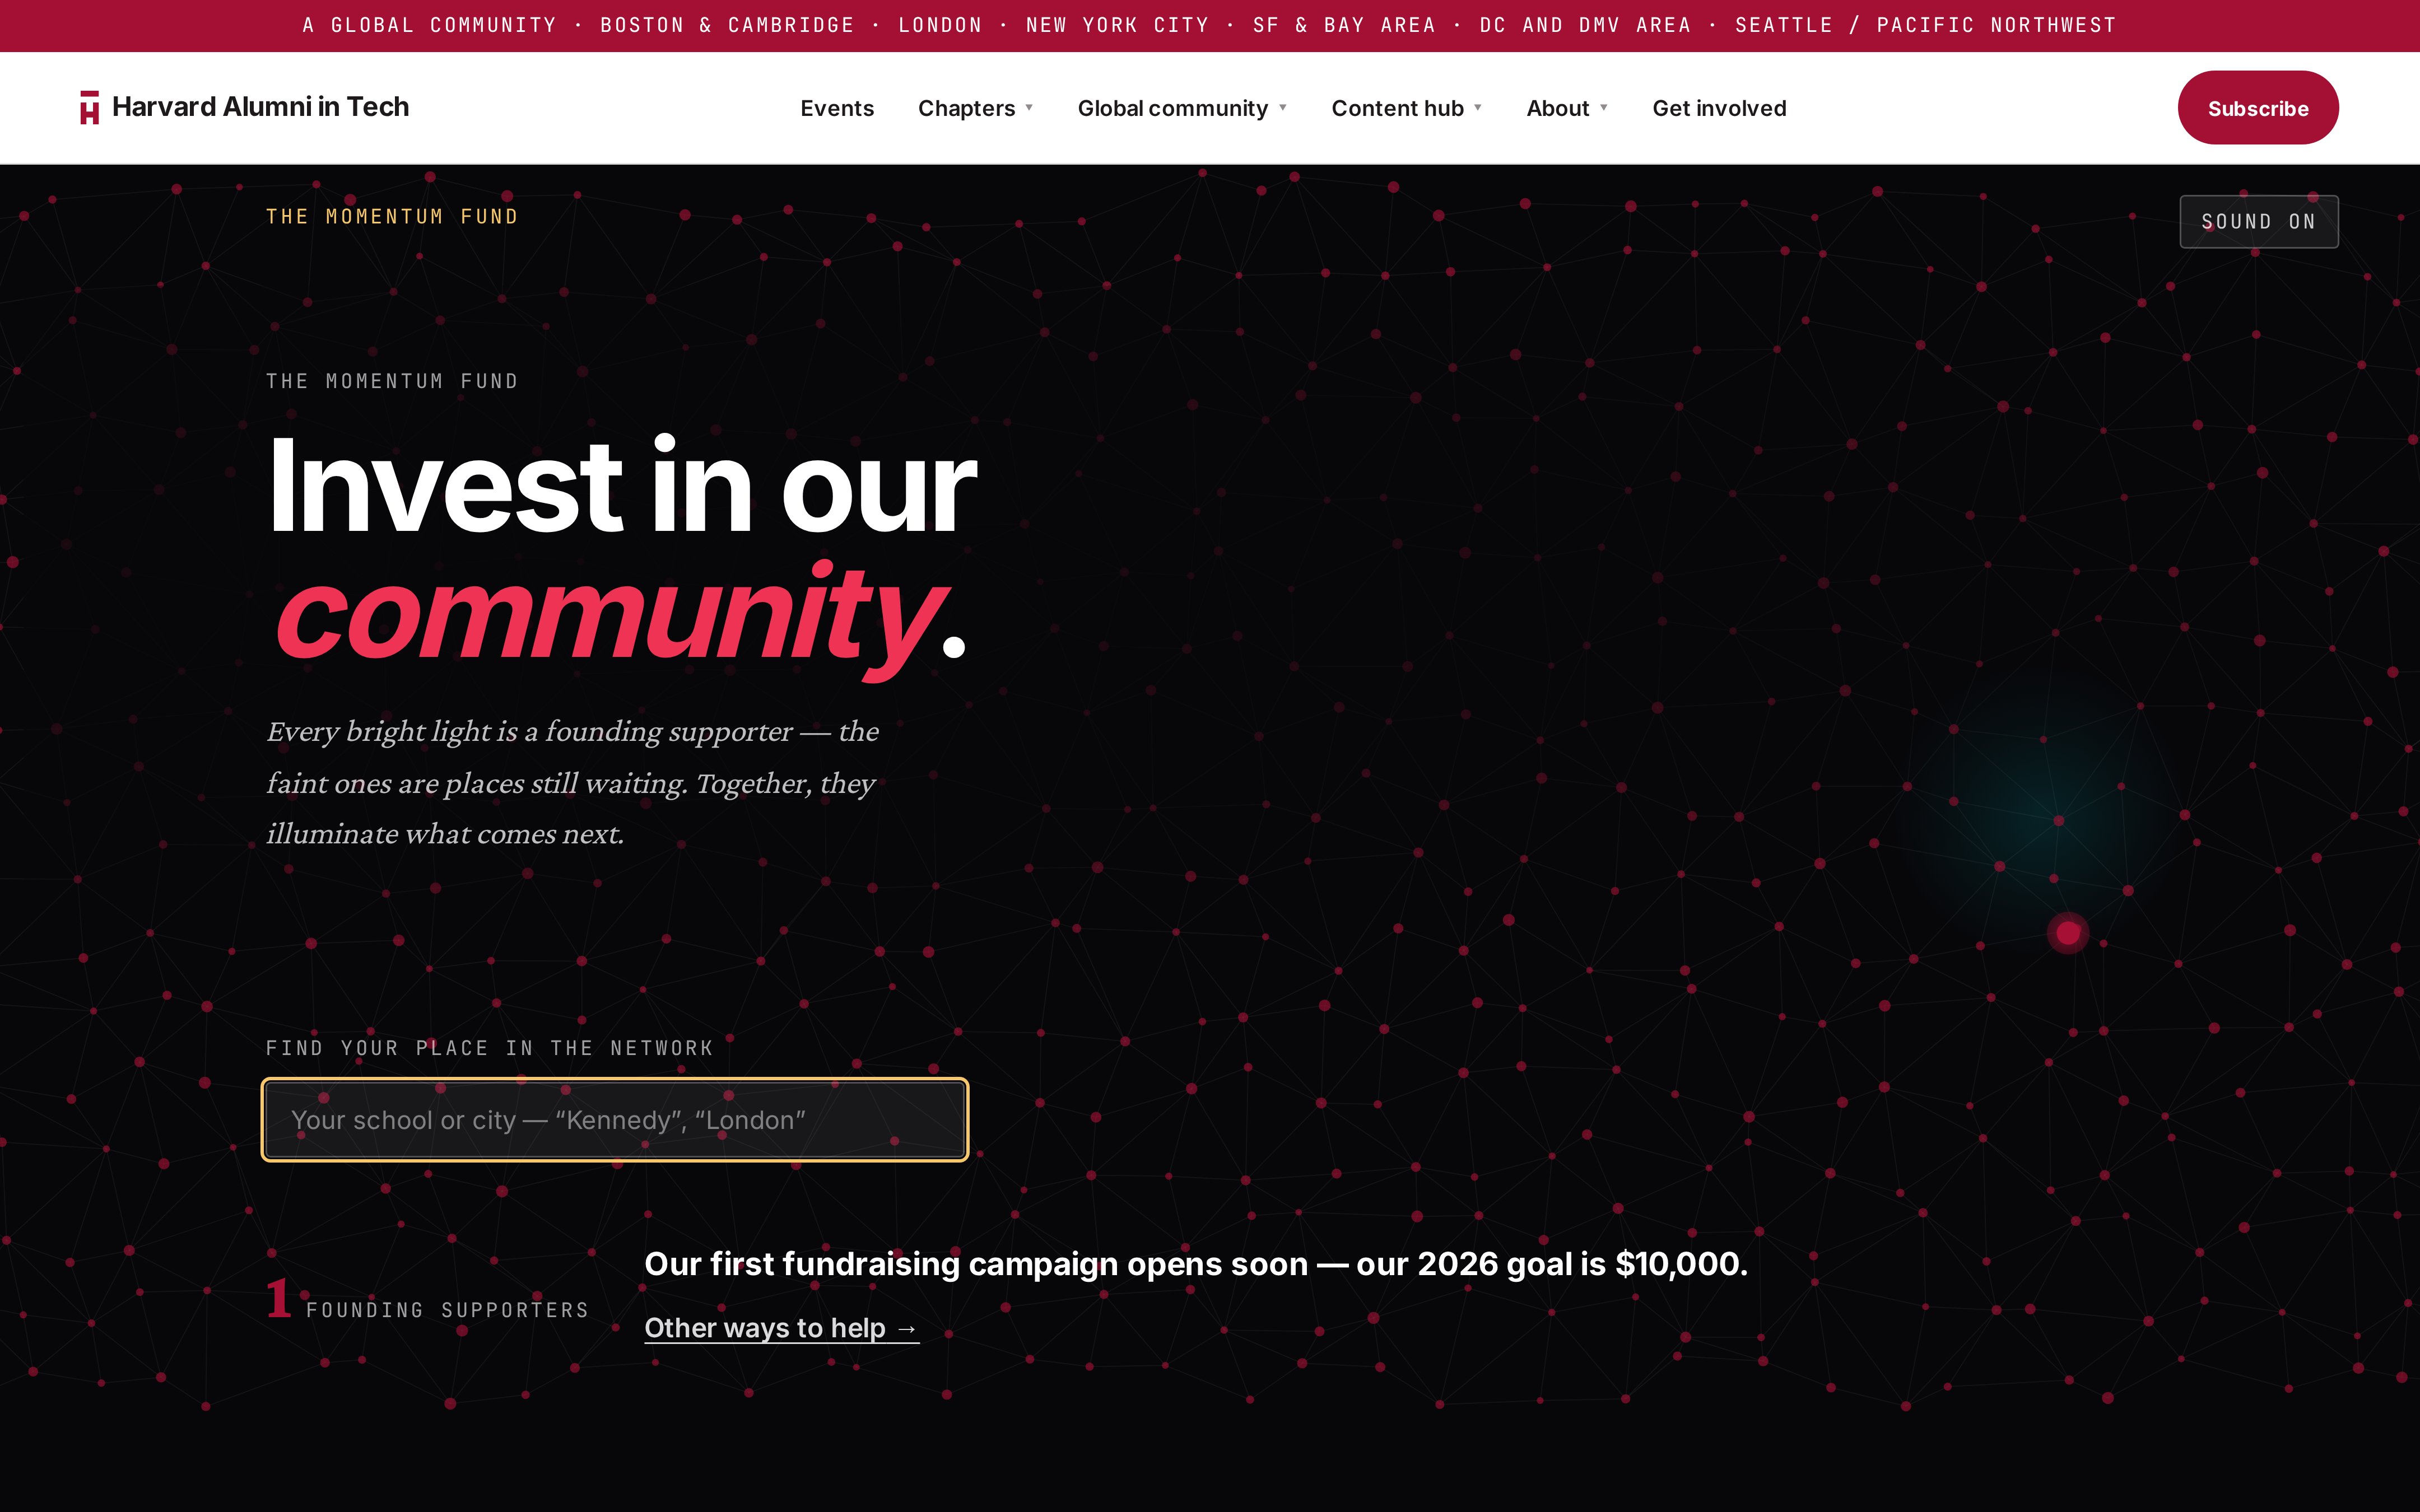 A GLOBAL COMMUNITY · BOSTON & CAMBRIDGE · LONDON · NEW YORK CITY · SF & BAY AREA · DC AND DMV AREA · SEATTLE / PACIFIC NORTHWEST
Harvard Alumni in Tech
Events Chapters ▾ Global community ▾ Content hub ▾ About ▾ Get involved
Subscribe
THE MOMENTUM FUND
SOUND ON
THE MOMENTUM FUND
Invest in our
community.
Every bright light is a founding supporter — the
faint ones are places still waiting. Together, they
illuminate what comes next.
FIND YOUR PLACE IN THE NETWORK
Your school or city — “Kennedy”, “London”
1 FOUNDING SUPPORTERS
Our first fundraising campaign opens soon — our 2026 goal is $10,000.
Other ways to help →